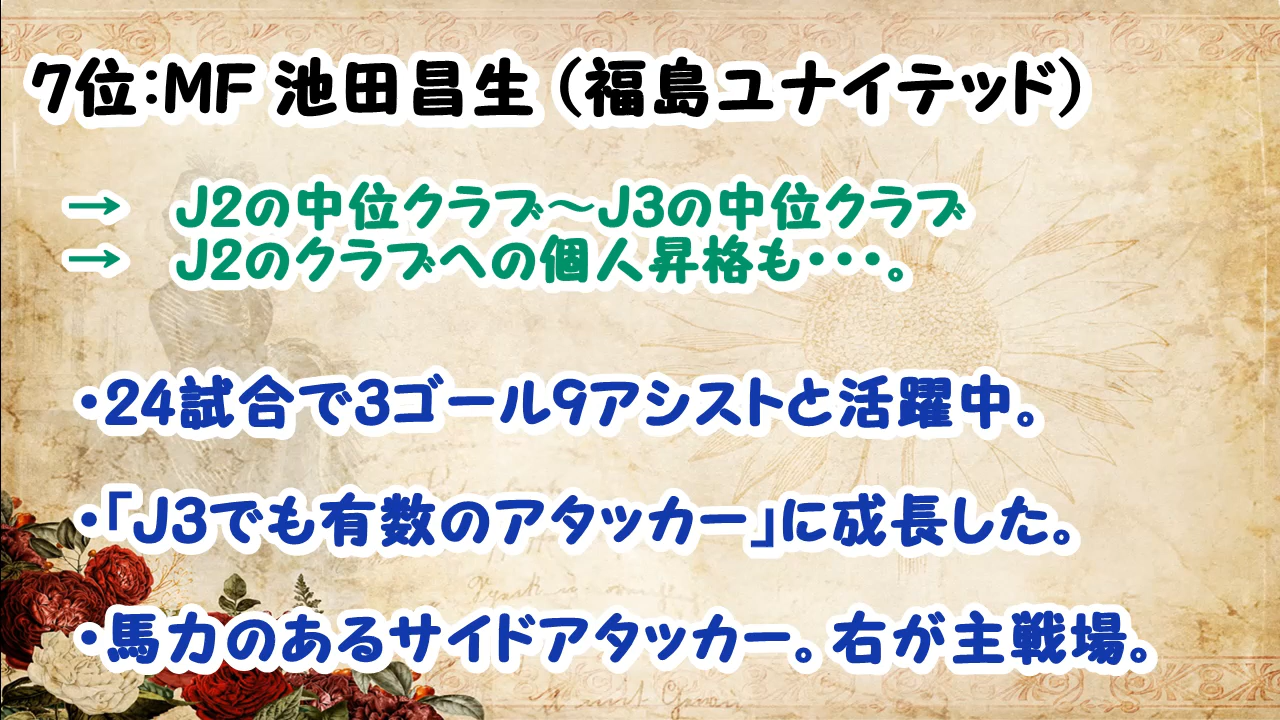 7位:MF 池田昌生 (福島ユナイテッド)
→ J2の中位クラブ～J3の中位クラブ
→ J2のクラブへの個人昇格も・・・。
・24試合で3ゴール9アシストと活躍中。
・「J3でも有数のアタッカー」に成長した。
・馬力のあるサイドアタッカー。右が主戦場。